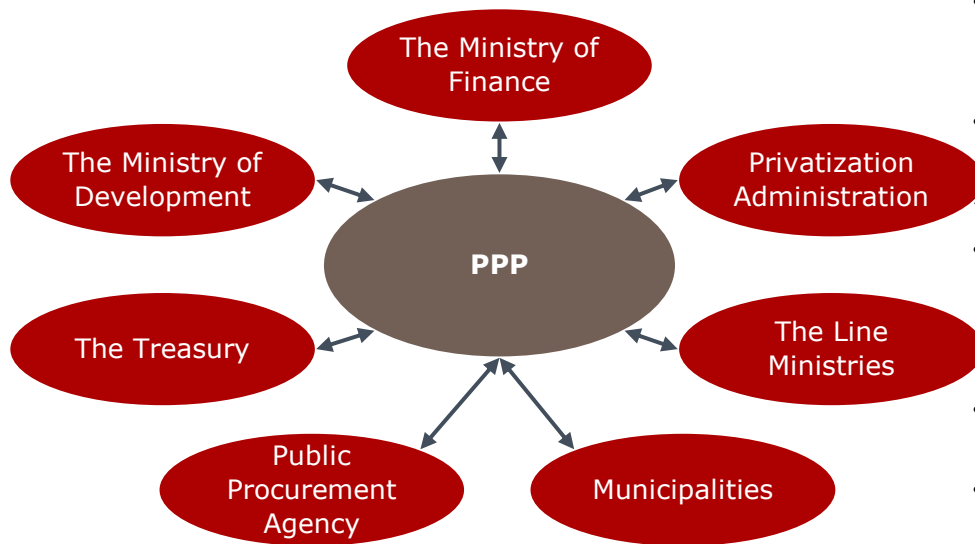 The Ministry of
Finance
The Ministry of
Development
Privatization
Administration
PPP
The Treasury
The Line
Ministries
Public
Procurement
Agency
Municipalities